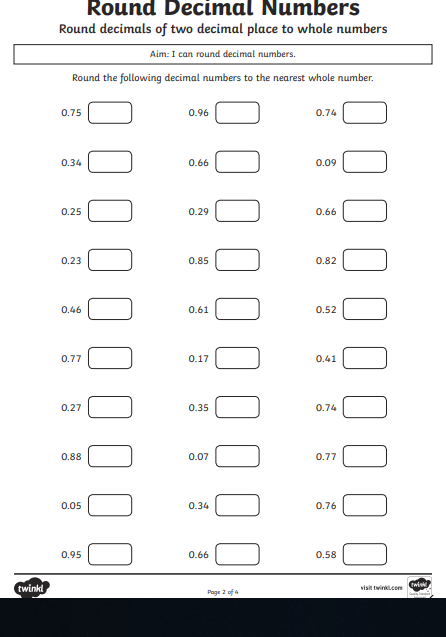 Round Decimal Numbers
Round decimals of two decimal place to whole numbers
Aim: I can round decimal numbers.
Round the following decimal numbers to the nearest whole number.
0.75 0.96 0.74
0.34 0.66 0.09
0.25 0.29 0.66
0.23 0.85 0.82
0.46 0.61 0.52
0.77 0.17 0.41
0.27 0.35 0.74
0.88 0.07 0.77
0.05 0.34 0.76
0.95 0.66 0.58
twinkl Page 2 of 4 visit twinkl.com twinkl